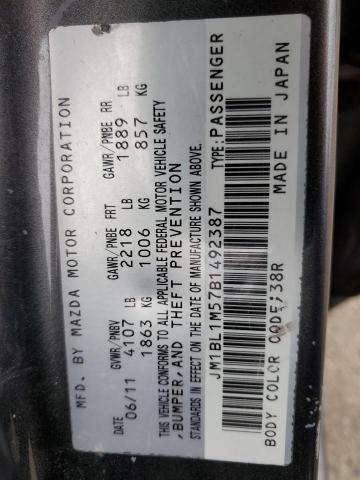 MFD. BY MAZDA MOTOR CORPORATION
GVWR/PNBV GAWR/PNBE FRT GAWR/PNBE RR
DATE LB LB LB
06/11 4107 2218 1889
KG KG KG
1863 1006 857
THIS VEHICLE CONFORMS TO ALL APPLICABLE FEDERAL MOTOR VEHICLE SAFETY
,BUMPER,AND THEFT PREVENTION
STANDARDS IN EFFECT ON THE DATE OF MANUFACTURE SHOWN ABOVE.
JM1BL1M57B1492387 TYPE:PASSENGER
BODY COLOR CODE;38R MADE IN JAPAN